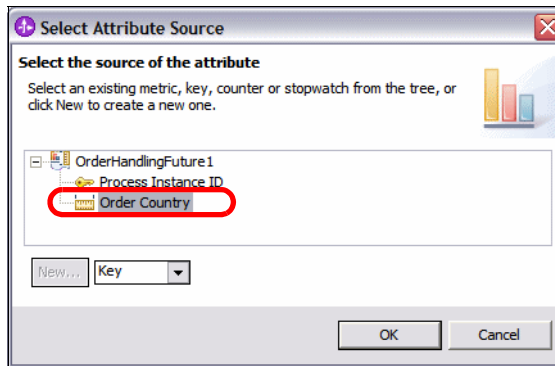 Select Attribute Source
Select the source of the attribute
Select an existing metric, key, counter or stopwatch from the tree, or
click New to create a new one.
OrderHandlingFuture1
Process Instance ID
Order Country
New... Key
OK Cancel